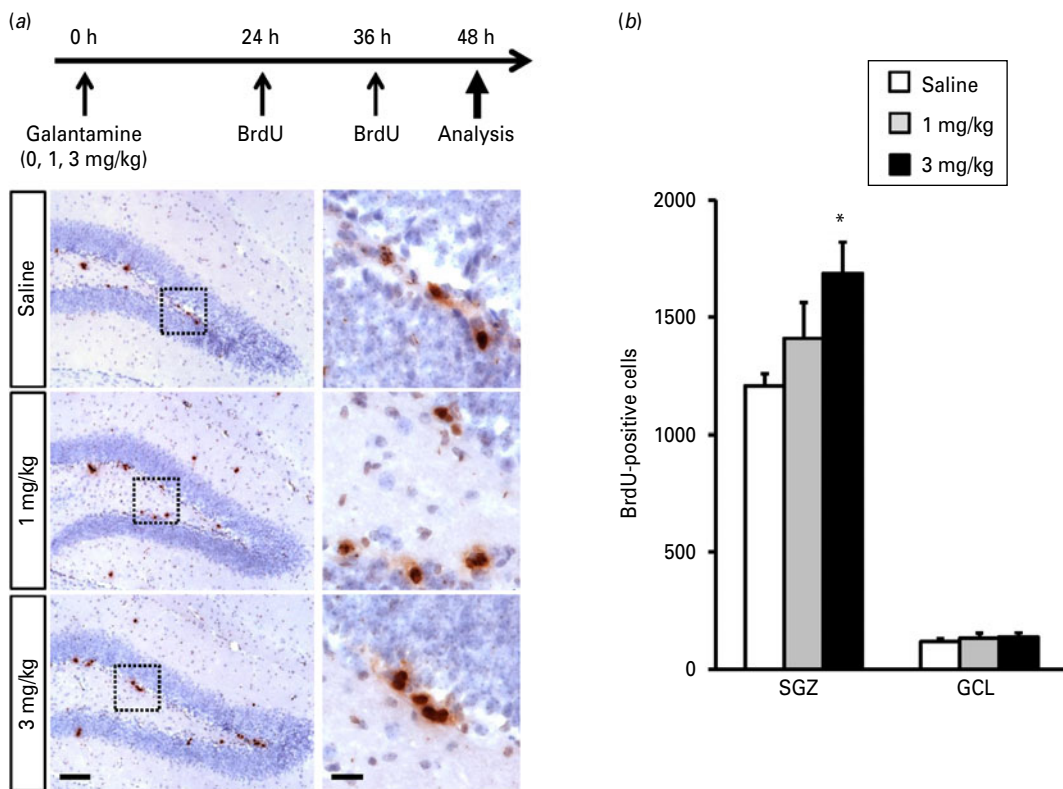 (a)
0 h 24 h 36 h 48 h
Galantamine BrdU BrdU Analysis
(0, 1, 3 mg/kg)
Saline
1 mg/kg
3 mg/kg
(b)
Saline
1 mg/kg
3 mg/kg
2000
*
1500
1000
500
0
BrdU-positive cells
SGZ GCL